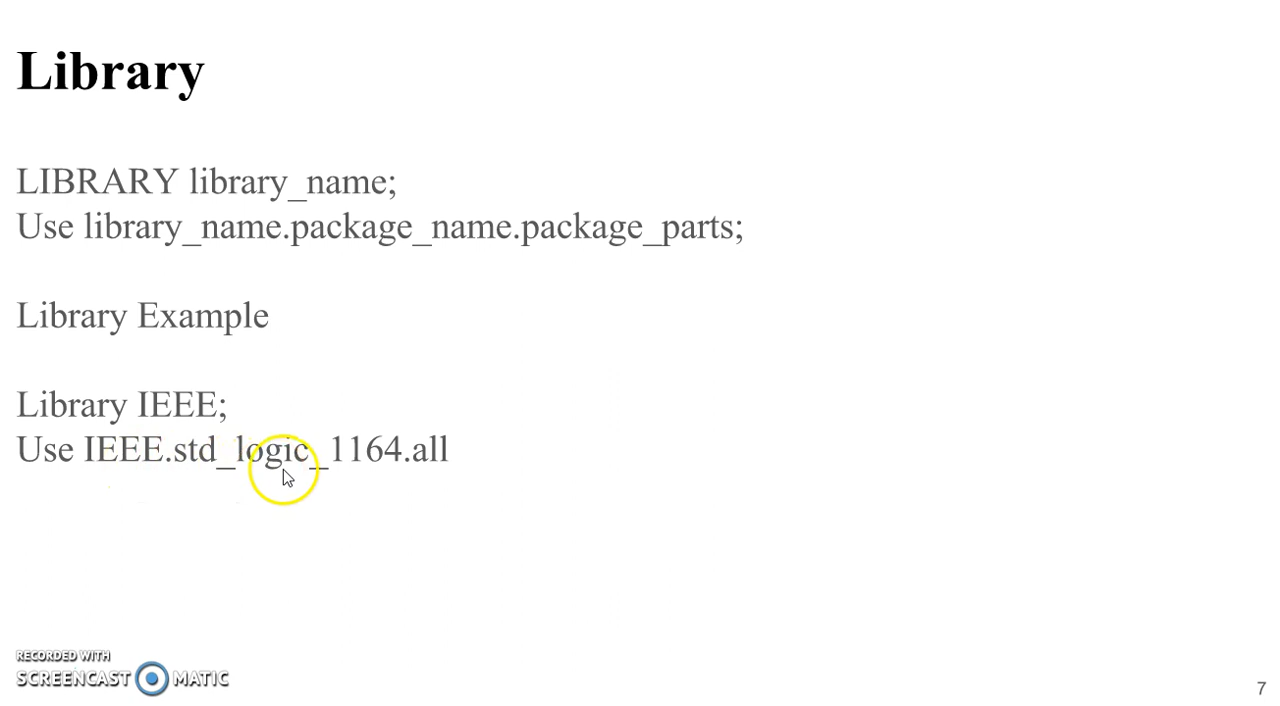 Library
LIBRARY library_name;
Use library_name.package_name.package_parts;
Library Example
Library IEEE;
Use IEEE.std_logic_1164.all
RECORDED WITH
SCREENCAST MATIC
7